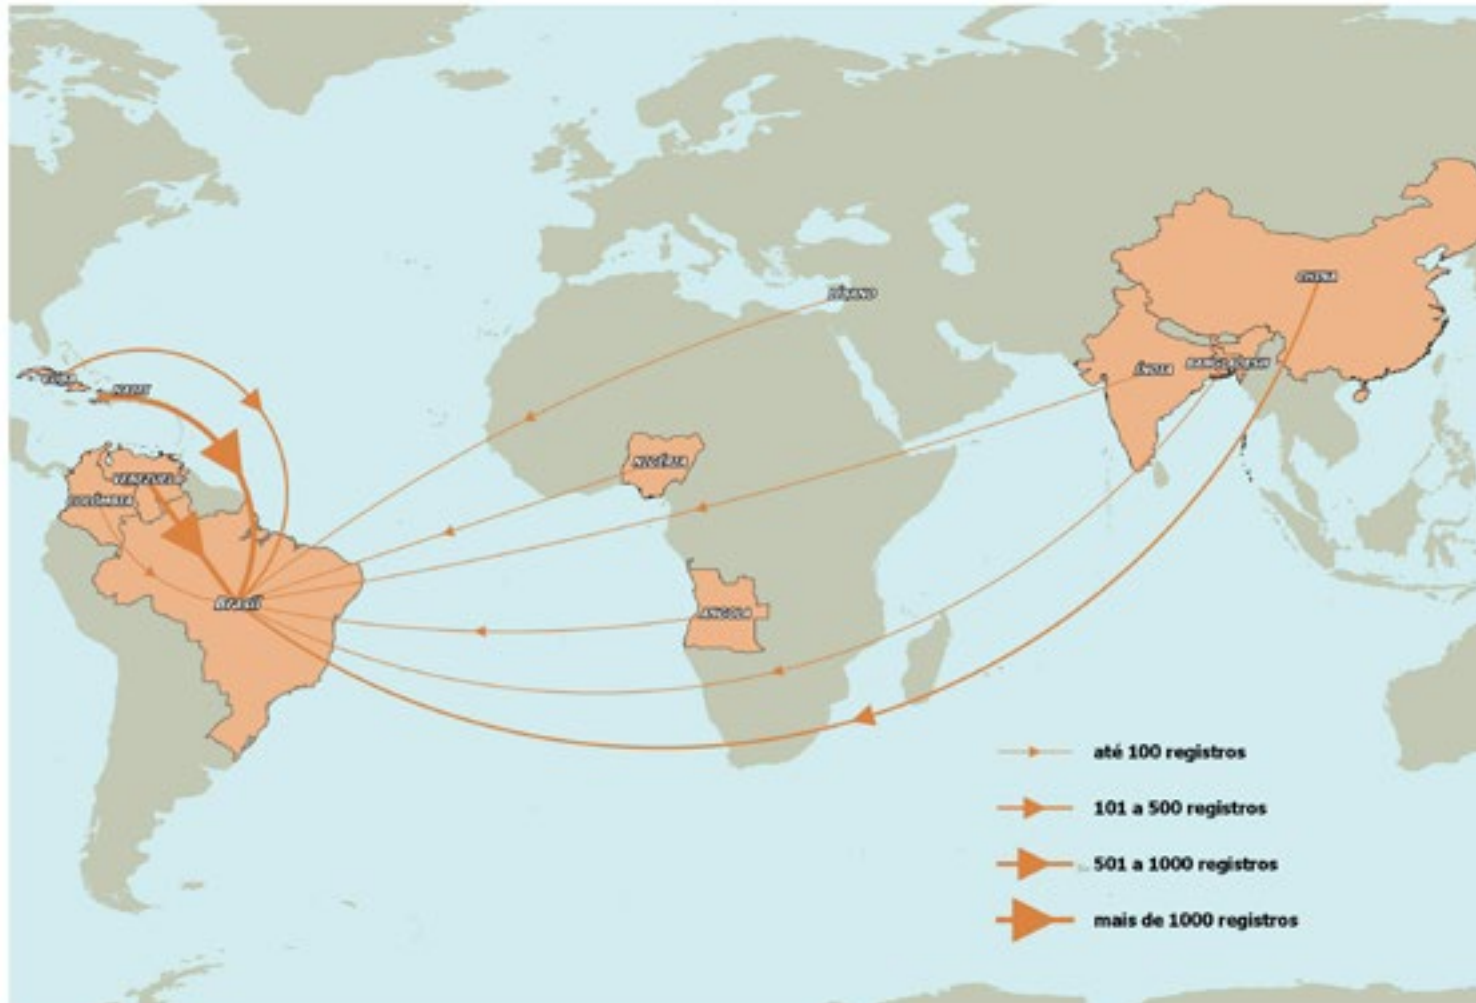 CHINA
LÍBANO
ÍNDIA
BANGLADESH
CUBA
HAITI
NIGÉRIA
VENEZUELA
COLÔMBIA
Brasil
ANGOLA
até 100 registros
101 a 500 registros
501 a 1000 registros
mais de 1000 registros